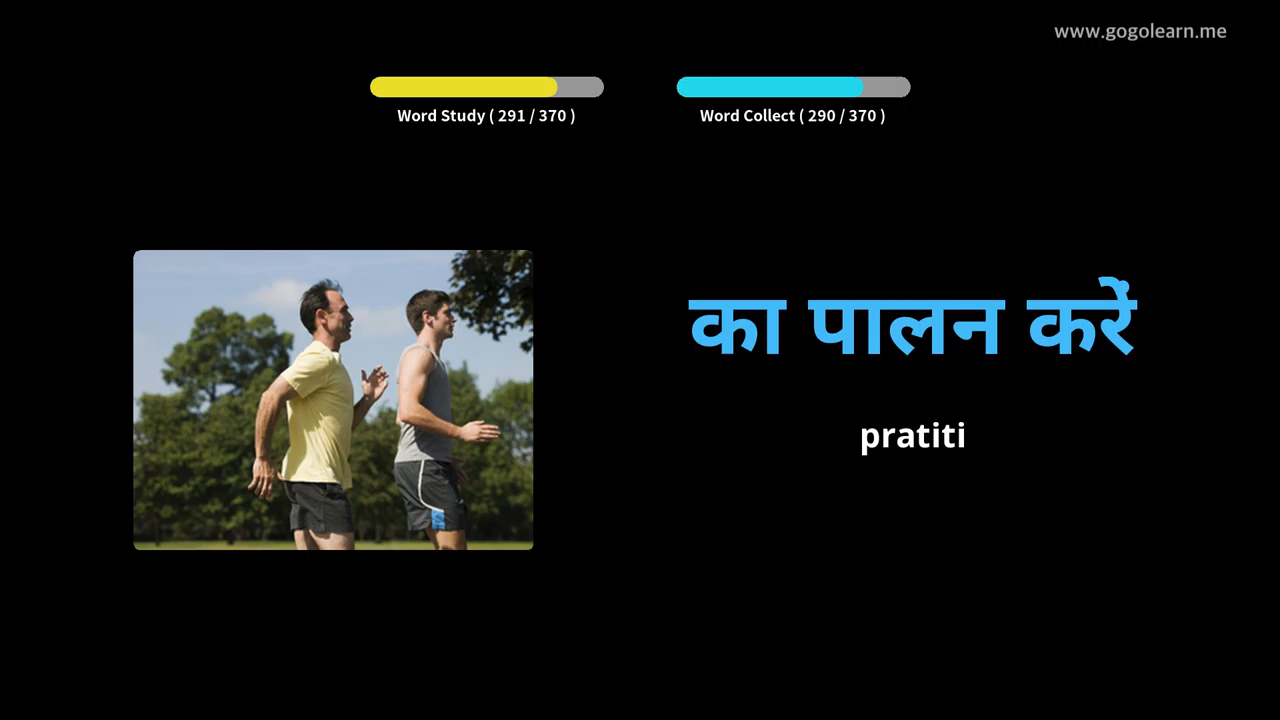 www.gogolearn.me
Word Study ( 291 / 370 )
Word Collect ( 290 / 370 )
का पालन करें
pratiti